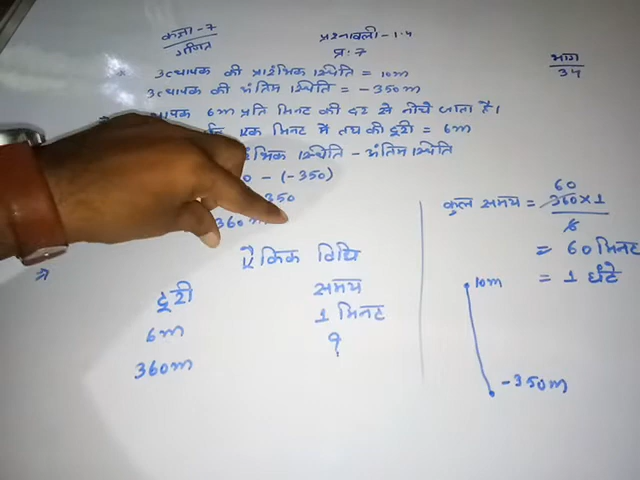 कक्षा-7
गणित
प्रश्नावली-1.4
प्र:7
भाग
34
उत्थापक की प्रारंभिक स्थिति = 10m
उत्थापक की अंतिम स्थिति = -350m
थापक 6m प्रति मिनट की दर से नीचे जाता है।
एक मिनट में तय की दूरी = 6m
रंभिक स्थिति - अंतिम स्थिति
0 - (-350)
350
360m
एैकिक विधि
दूरी समय
6m 1 मिनट
360m ?
कुल समय = 360×1 / 6
60
= 60 मिनट
= 1 घंटे
10m
-350m